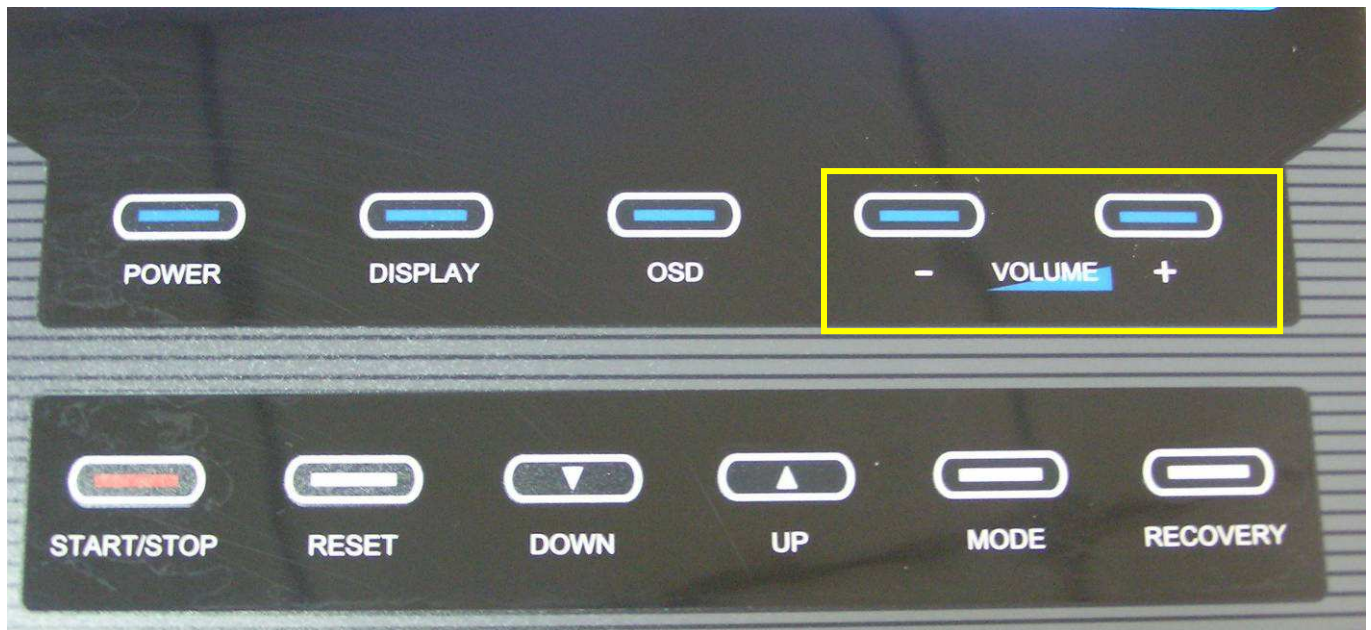 POWER DISPLAY OSD - VOLUME +
START/STOP RESET DOWN UP MODE RECOVERY